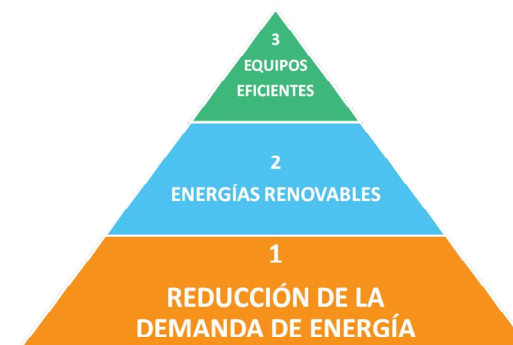 3
EQUIPOS
EFICIENTES
2
ENERGÍAS RENOVABLES
1
REDUCCIÓN DE LA
DEMANDA DE ENERGÍA